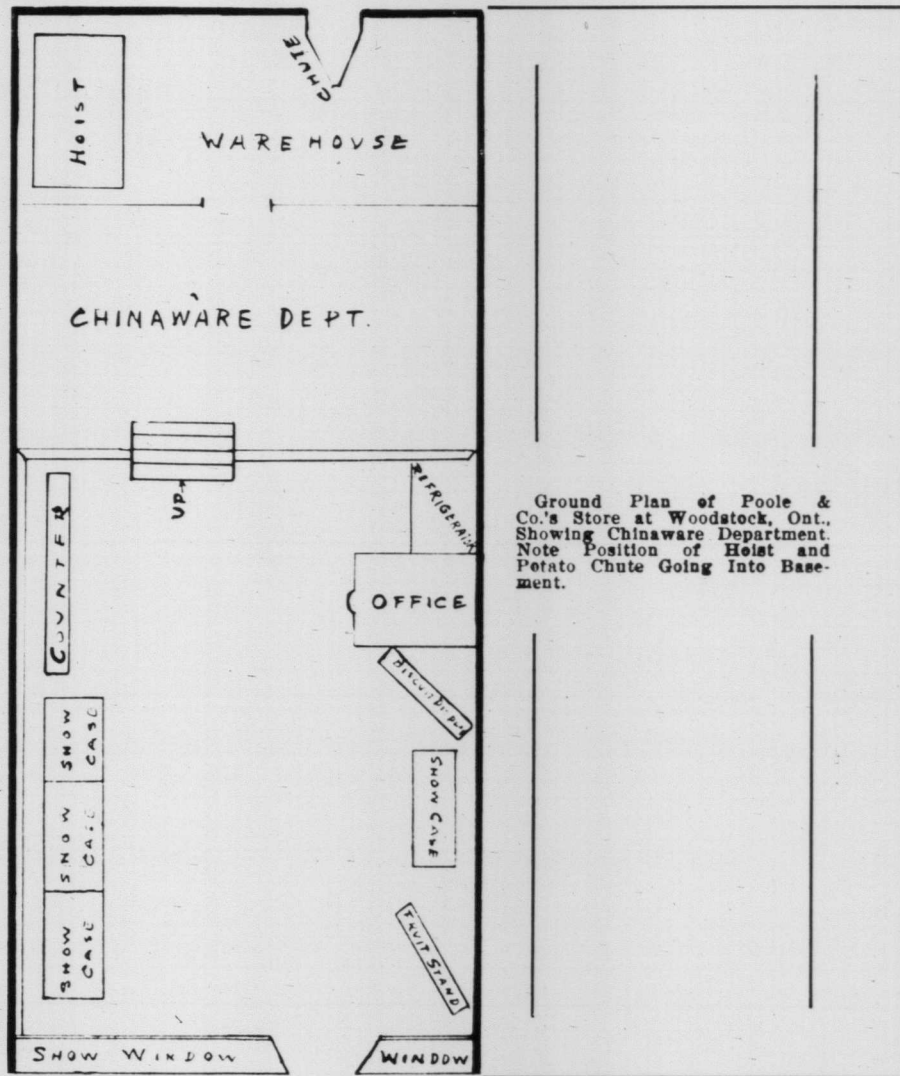 CHUTE
HOIST
WAREHOUSE
CHINAWARE DEPT.
UP
REFRIGERATOR
COUNTER
OFFICE
SHOW
CASE
SHOW CASE
SHOW
CASE
FRUIT STAND
SHOW
CASE
SHOW WINDOW
WINDOW
Ground Plan of Poole &
Co.'s Store at Woodstock, Ont.,
Showing Chinaware Department.
Note Position of Hoist and
Potato Chute Going Into Base-
ment.